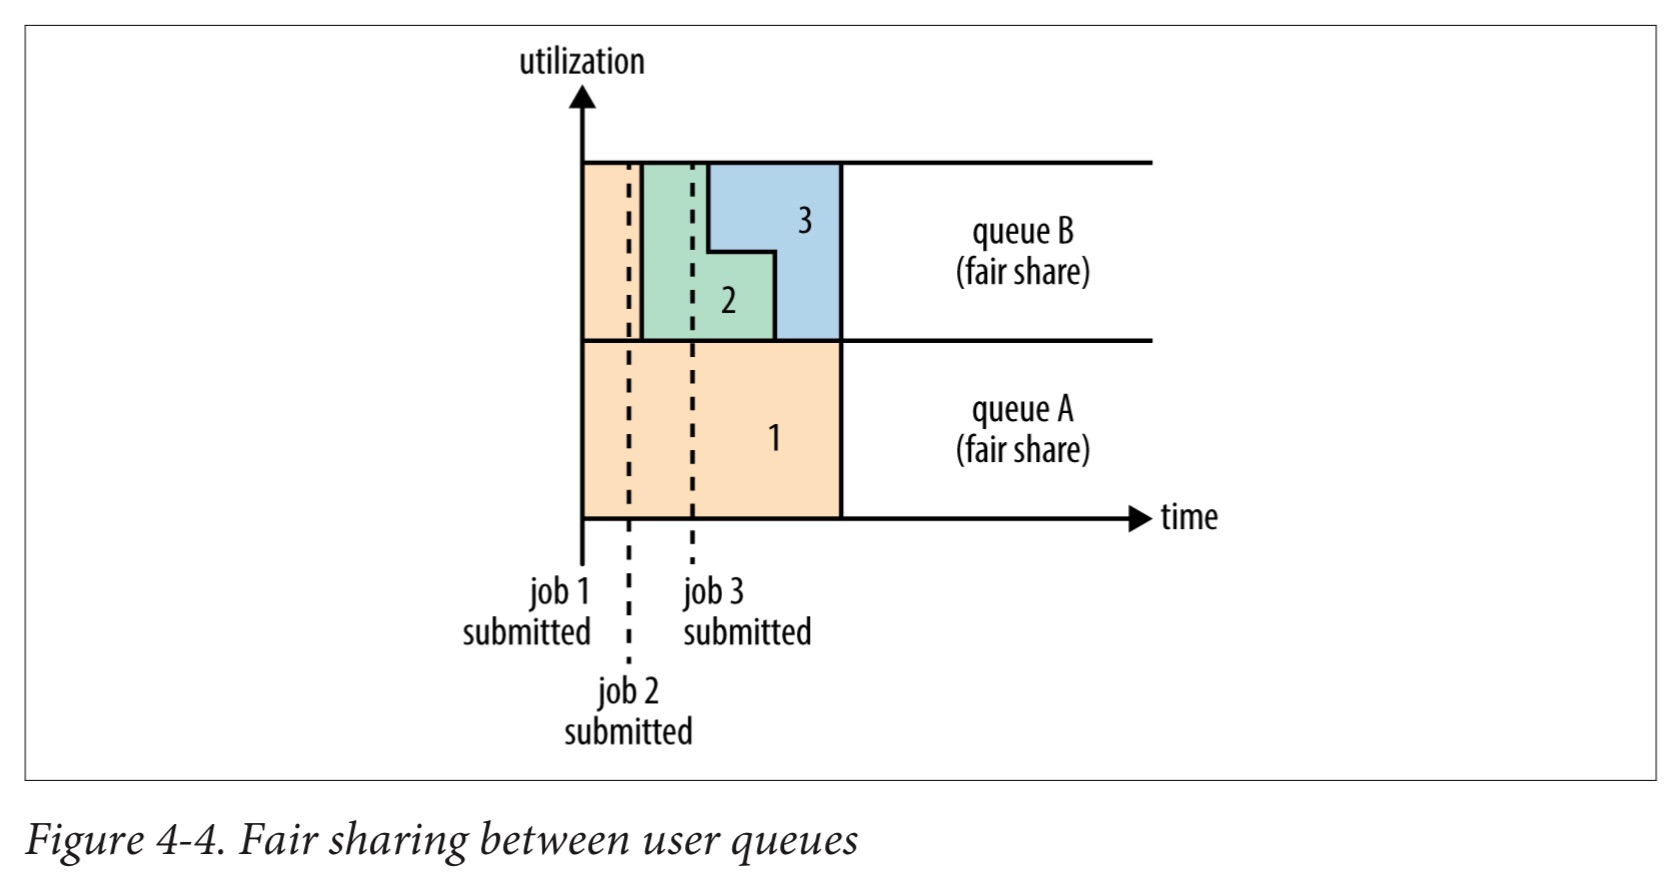 utilization
3
queue B
(fair share)
2
1
queue A
(fair share)
time
job 1
submitted
job 3
submitted
job 2
submitted
Figure 4-4. Fair sharing between user queues